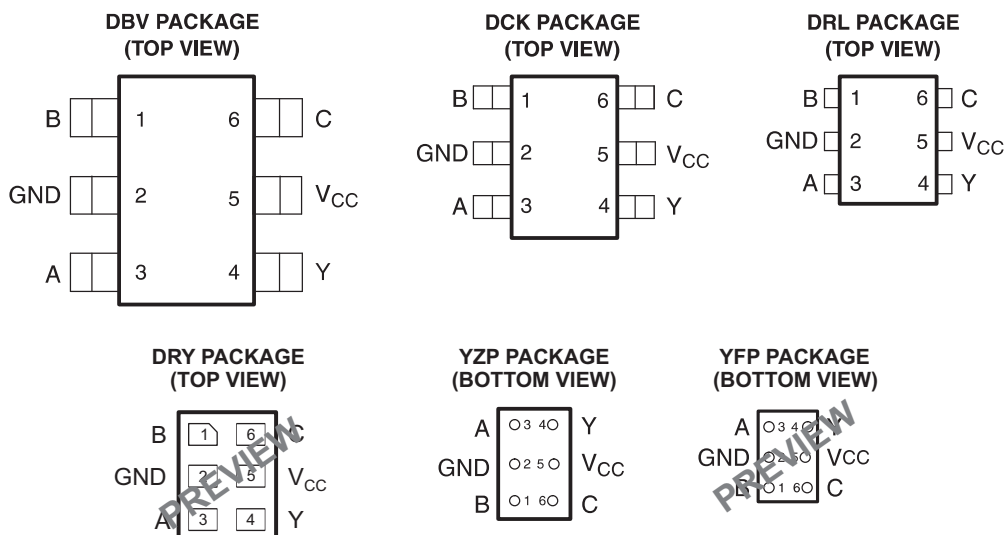 DBV PACKAGE
(TOP VIEW)
B 1 6 C
GND 2 5 VCC
A 3 4 Y
DCK PACKAGE
(TOP VIEW)
B 1 6 C
GND 2 5 VCC
A 3 4 Y
DRL PACKAGE
(TOP VIEW)
B 1 6 C
GND 2 5 VCC
A 3 4 Y
DRY PACKAGE
(TOP VIEW)
B 1 6 C
GND 2 5 VCC
A 3 4 Y
PREVIEW
YZP PACKAGE
(BOTTOM VIEW)
A 3 4 Y
GND 2 5 VCC
B 1 6 C
YFP PACKAGE
(BOTTOM VIEW)
A 3 4 Y
GND 2 5 VCC
B 1 6 C
PREVIEW